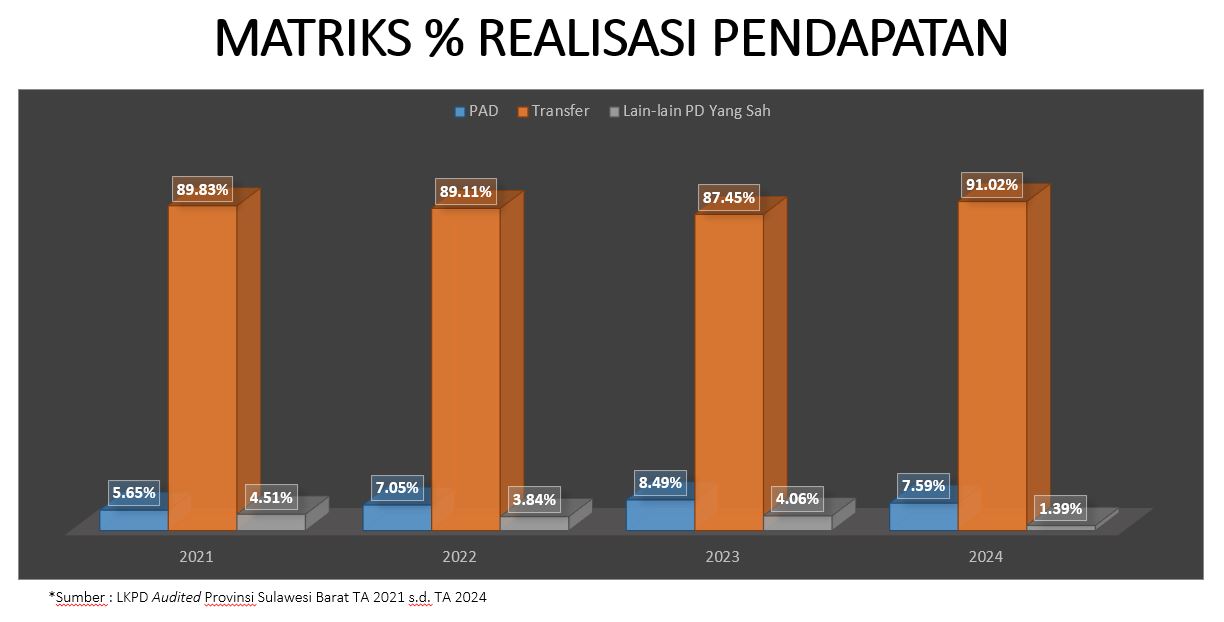 MATRIKS % REALISASI PENDAPATAN
PAD Transfer Lain-lain PD Yang Sah
89.83% 89.11% 87.45% 91.02%
5.65% 4.51% 7.05% 3.84% 8.49% 4.06% 7.59% 1.39%
2021 2022 2023 2024
*Sumber : LKPD Audited Provinsi Sulawesi Barat TA 2021 s.d. TA 2024